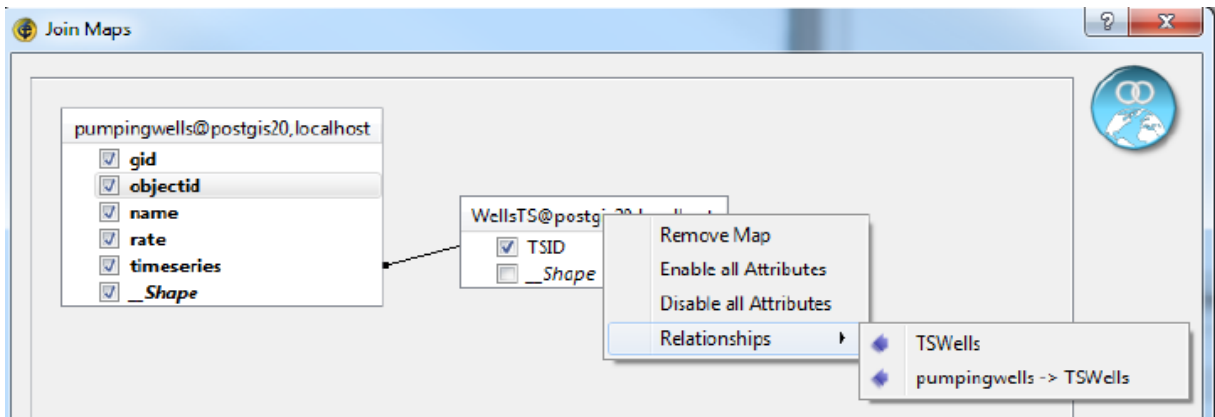 Join Maps
pumpingwells@postgis20,localhost
gid
objectid
name
rate
timeseries
__Shape
TSID
__Shape
Remove Map
Enable all Attributes
Disable all Attributes
Relationships
TSWells
pumpingwells -> TSWells